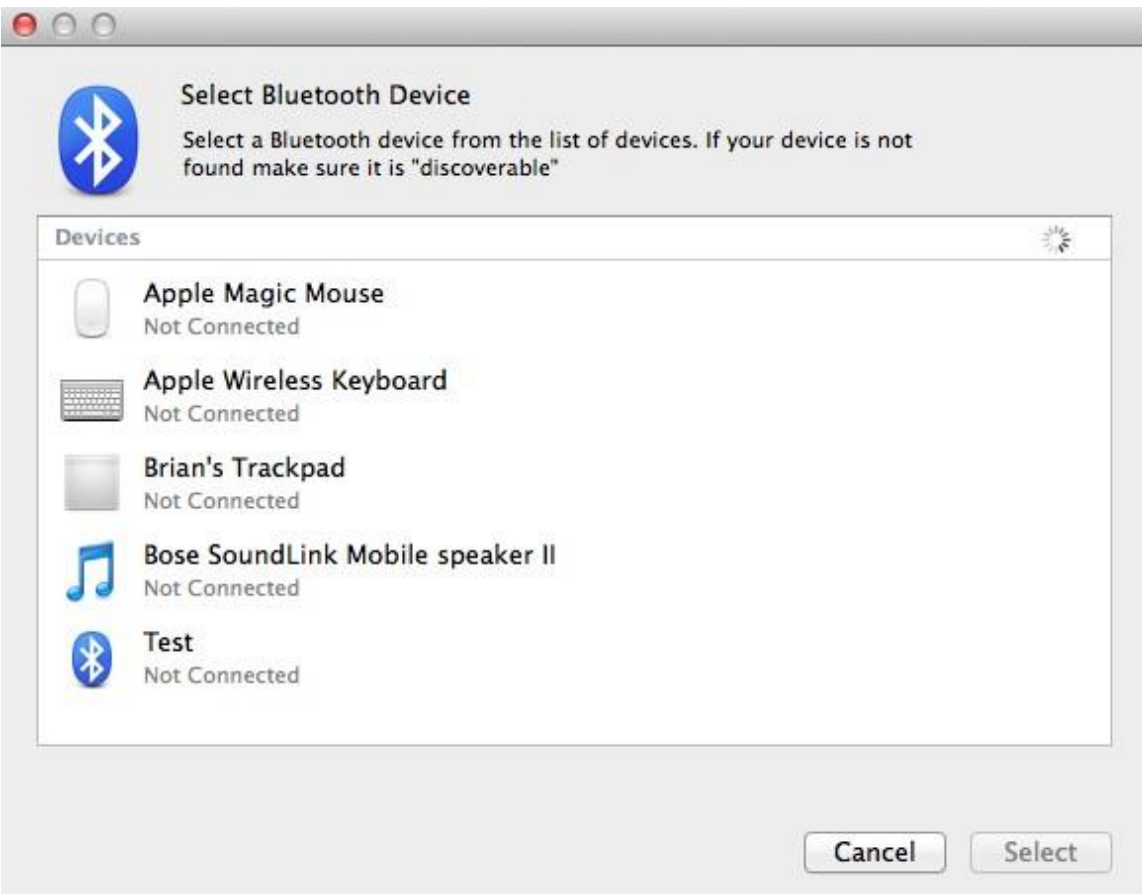 Select Bluetooth Device
Select a Bluetooth device from the list of devices. If your device is not
found make sure it is "discoverable"
Devices
Apple Magic Mouse
Not Connected
Apple Wireless Keyboard
Not Connected
Brian's Trackpad
Not Connected
Bose SoundLink Mobile speaker II
Not Connected
Test
Not Connected
Cancel
Select